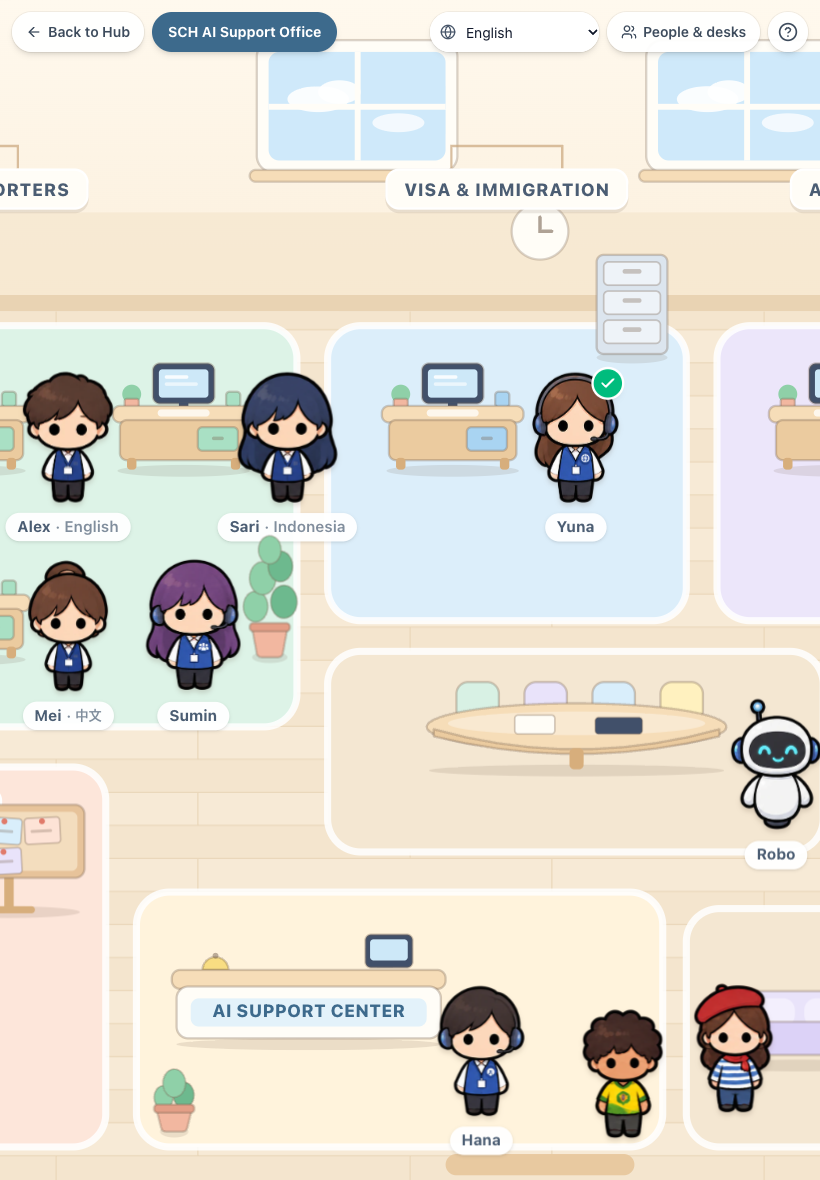 Back to Hub
SCH AI Support Office
English
People & desks
?
ORTERS
VISA & IMMIGRATION
A
Alex · English
Sari · Indonesia
Yuna
Mei · 中文
Sumin
Robo
AI SUPPORT CENTER
Hana